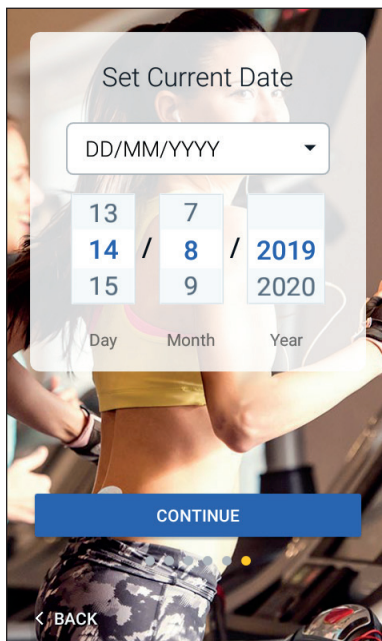 Set Current Date
DD/MM/YYYY
13 7
14 / 8 / 2019
15 9 2020
Day Month Year
CONTINUE
< BACK